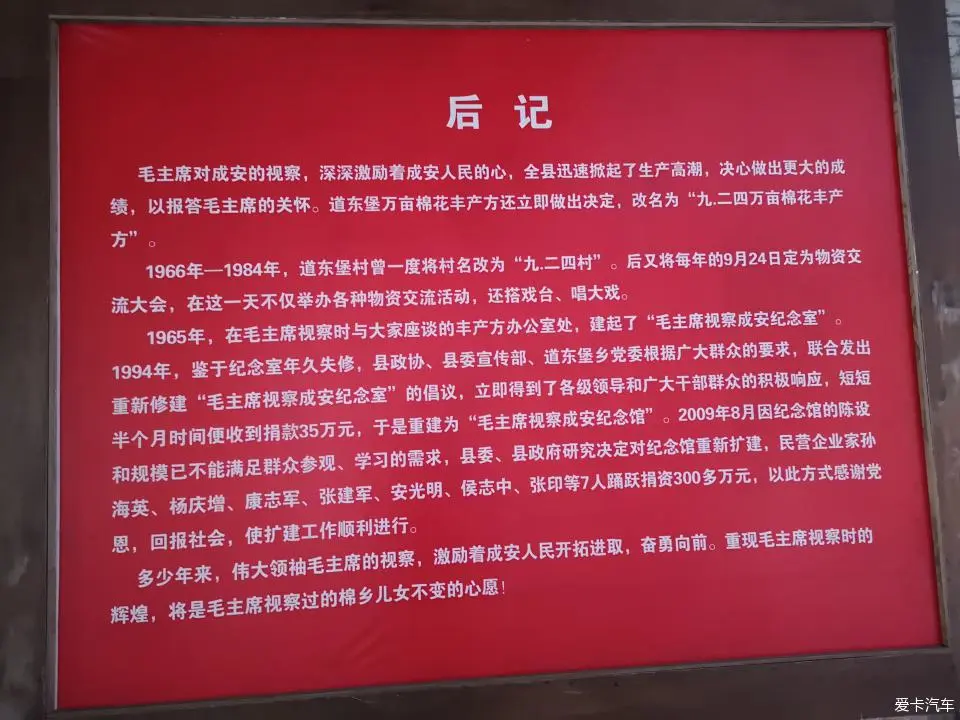 后 记
毛主席对成安的视察，深深激励着成安人民的心，全县迅速掀起了生产高潮，决心做出更大的成
绩，以报答毛主席的关怀。道东堡万亩棉花丰产方还立即做出决定，改名为“九.二四万亩棉花丰产
方”。
1966年—1984年，道东堡村曾一度将村名改为“九.二四村”。后又将每年的9月24日定为物资交
流大会，在这一天不仅举办各种物资交流活动，还搭戏台、唱大戏。
1965年，在毛主席视察时与大家座谈的丰产方办公室处，建起了“毛主席视察成安纪念室”。
1994年，鉴于纪念室年久失修，县政协、县委宣传部、道东堡乡党委根据广大群众的要求，联合发出
重新修建“毛主席视察成安纪念室”的倡议，立即得到了各级领导和广大干部群众的积极响应，短短
半个月时间便收到捐款35万元，于是重建为“毛主席视察成安纪念馆”。2009年8月因纪念馆的陈设
和规模已不能满足群众参观、学习的需求，县委、县政府研究决定对纪念馆重新扩建，民营企业家孙
海英、杨庆增、康志军、张建军、安光明、侯志中、张印等7人踊跃捐资300多万元，以此方式感谢党
恩，回报社会，使扩建工作顺利进行。
多少年来，伟大领袖毛主席的视察，激励着成安人民开拓进取，奋勇向前。重现毛主席视察时的
辉煌，将是毛主席视察过的棉乡儿女不变的心愿！
爱卡汽车